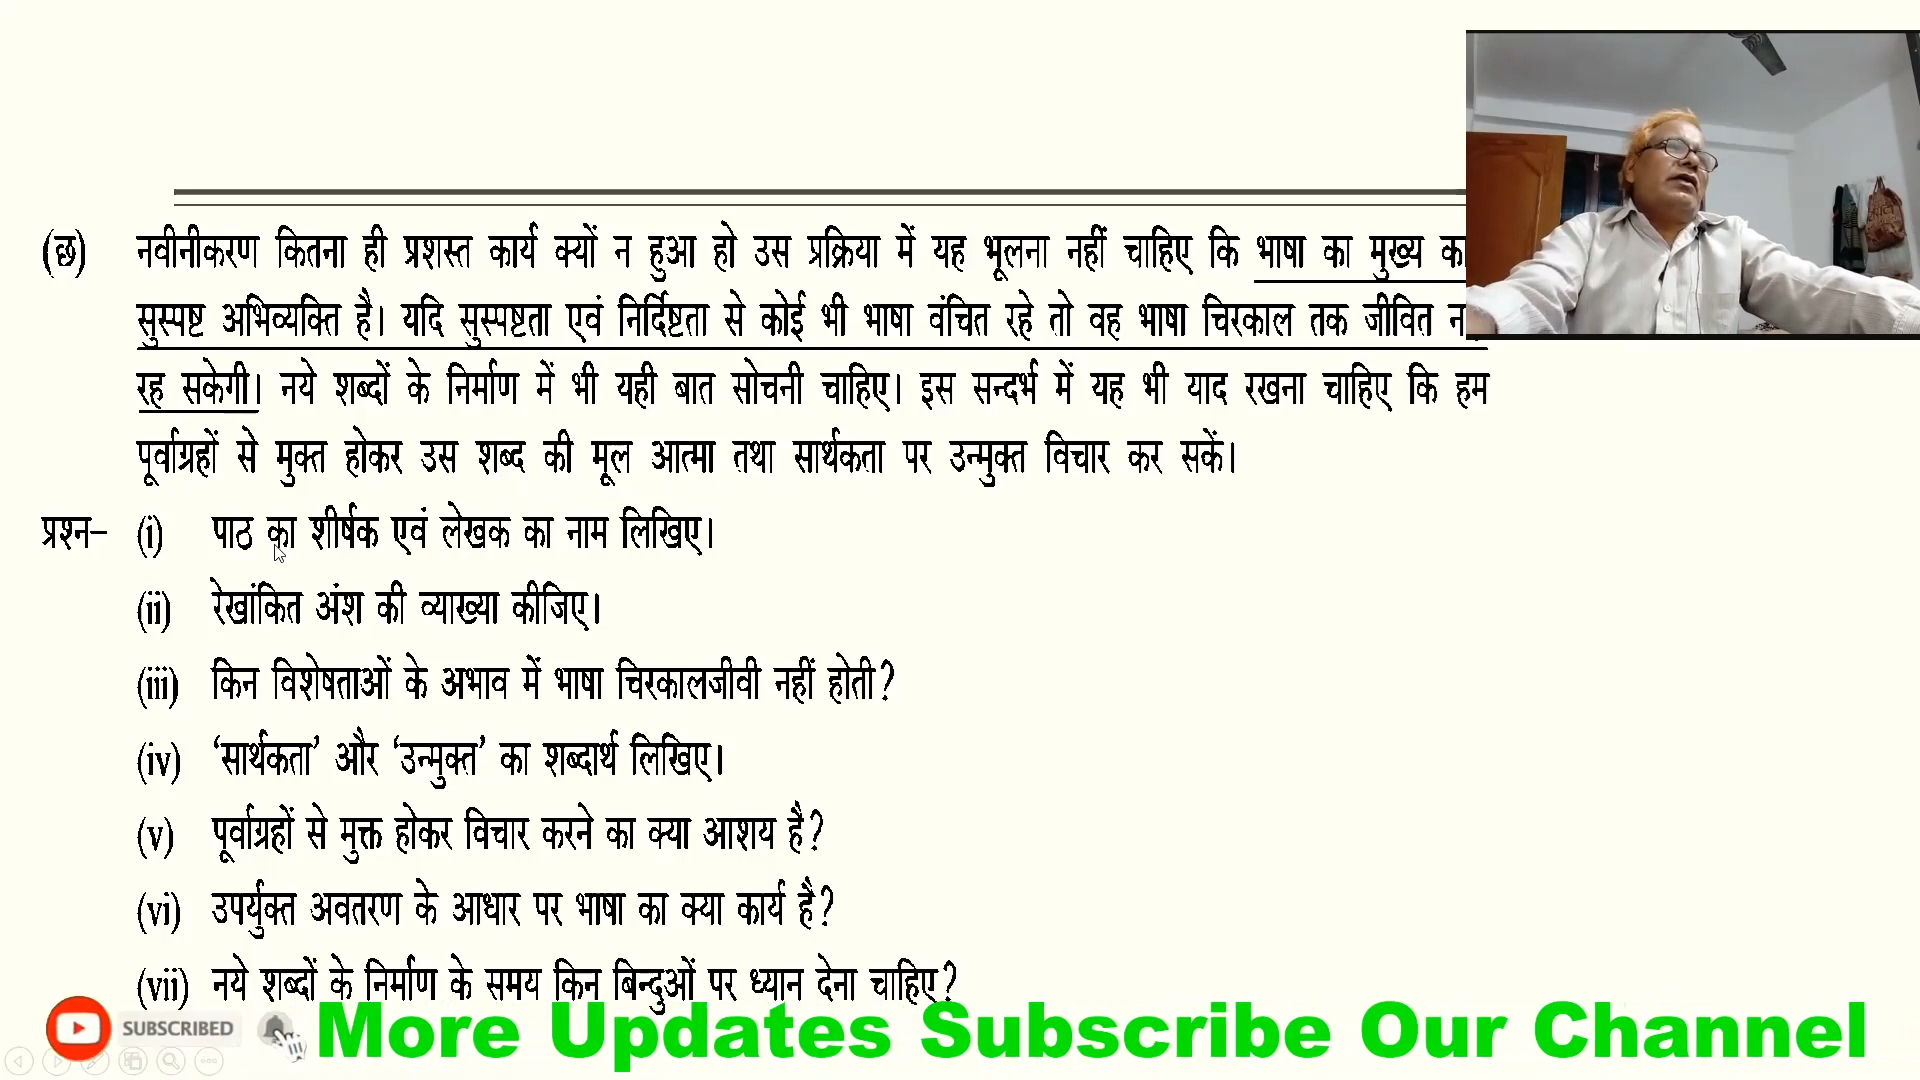 (छ) नवीनीकरण कितना ही प्रशस्त कार्य क्यों न हुआ हो उस प्रक्रिया में यह भूलना नहीं चाहिए कि भाषा का मुख्य
सुस्पष्ट अभिव्यक्ति है। यदि सुस्पष्टता एवं निर्दिष्टता से कोई भी भाषा वंचित रहे तो वह भाषा चिरकाल तक जीवित
रह सकेगी। नये शब्दों के निर्माण में भी यही बात सोचनी चाहिए। इस सन्दर्भ में यह भी याद रखना चाहिए कि हम
पूर्वाग्रहों से मुक्त होकर उस शब्द की मूल आत्मा तथा सार्थकता पर उन्मुक्त विचार कर सकें।
प्रश्न– (i) पाठ का शीर्षक एवं लेखक का नाम लिखिए।
(ii) रेखांकित अंश की व्याख्या कीजिए।
(iii) किन विशेषताओं के अभाव में भाषा चिरकालजीवी नहीं होती?
(iv) ‘सार्थकता’ और ‘उन्मुक्त’ का शब्दार्थ लिखिए।
(v) पूर्वाग्रहों से मुक्त होकर विचार करने का क्या आशय है?
(vi) उपर्युक्त अवतरण के आधार पर भाषा का क्या कार्य है?
(vii) नये शब्दों के निर्माण के समय किन बिन्दुओं पर ध्यान देना चाहिए?
SUBSCRIBED More Updates Subscribe Our Channel